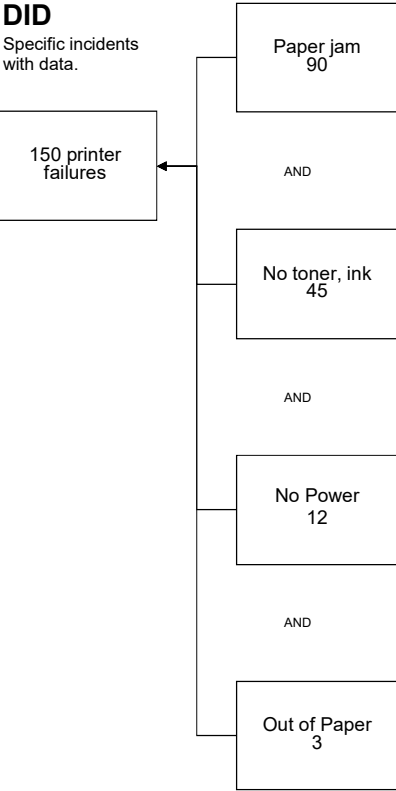 DID
Specific incidents
with data.
Paper jam
90
150 printer
failures
AND
No toner, ink
45
AND
No Power
12
AND
Out of Paper
3